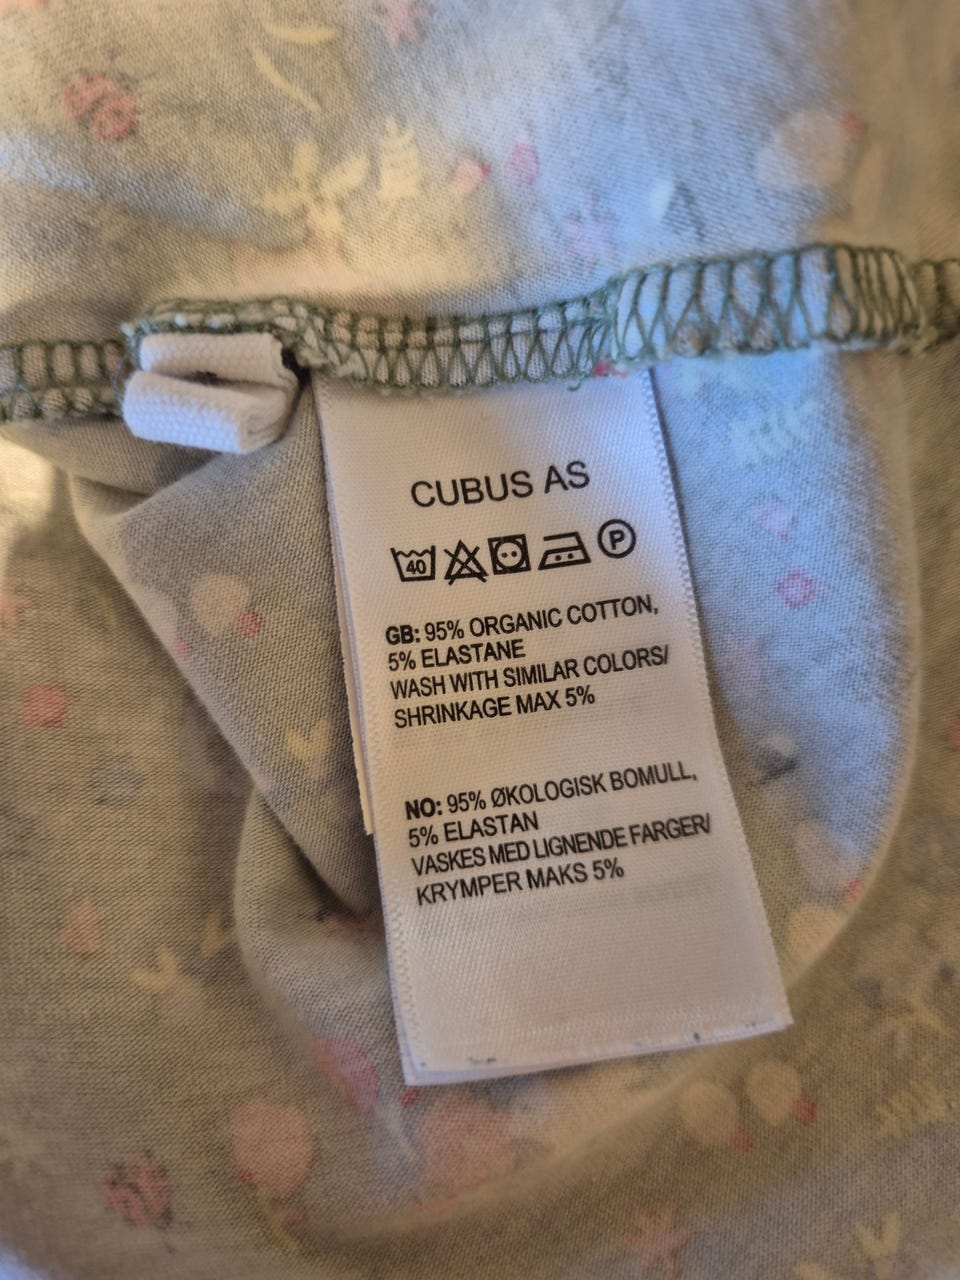 CUBUS AS
40 P
GB: 95% ORGANIC COTTON,
5% ELASTANE
WASH WITH SIMILAR COLORS/
SHRINKAGE MAX 5%
NO: 95% ØKOLOGISK BOMULL,
5% ELASTAN
VASKES MED LIGNENDE FARGER/
KRYMPER MAKS 5%